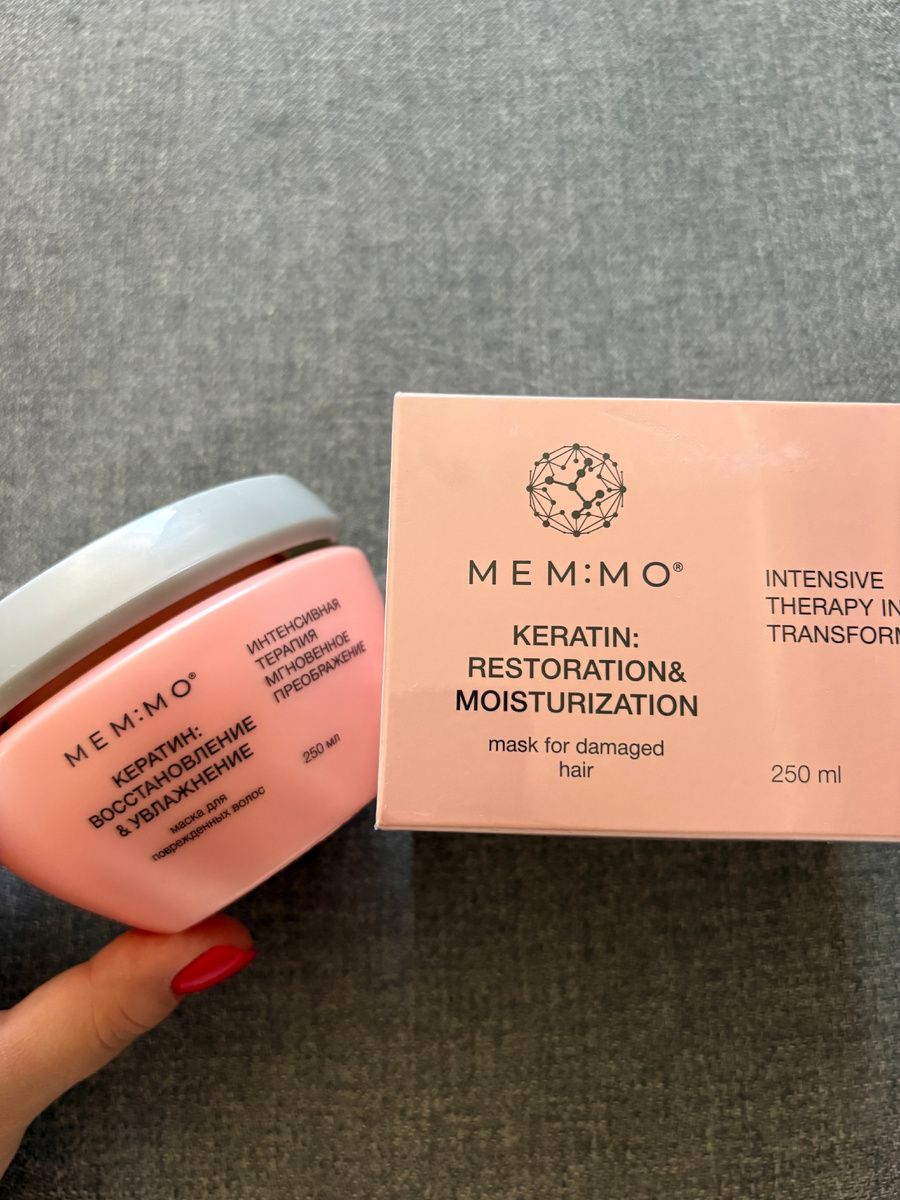 MEM:MO®
КЕРАТИН:
ВОССТАНОВЛЕНИЕ
& УВЛАЖНЕНИЕ
маска для
поврежденных волос
ИНТЕНСИВНАЯ
ТЕРАПИЯ
МГНОВЕННОЕ
ПРЕОБРАЖЕНИЕ
250 мл
MEM:MO®
KERATIN:
RESTORATION&
MOISTURIZATION
mask for damaged
hair
INTENSIVE
THERAPY IN
TRANSFORM
250 ml